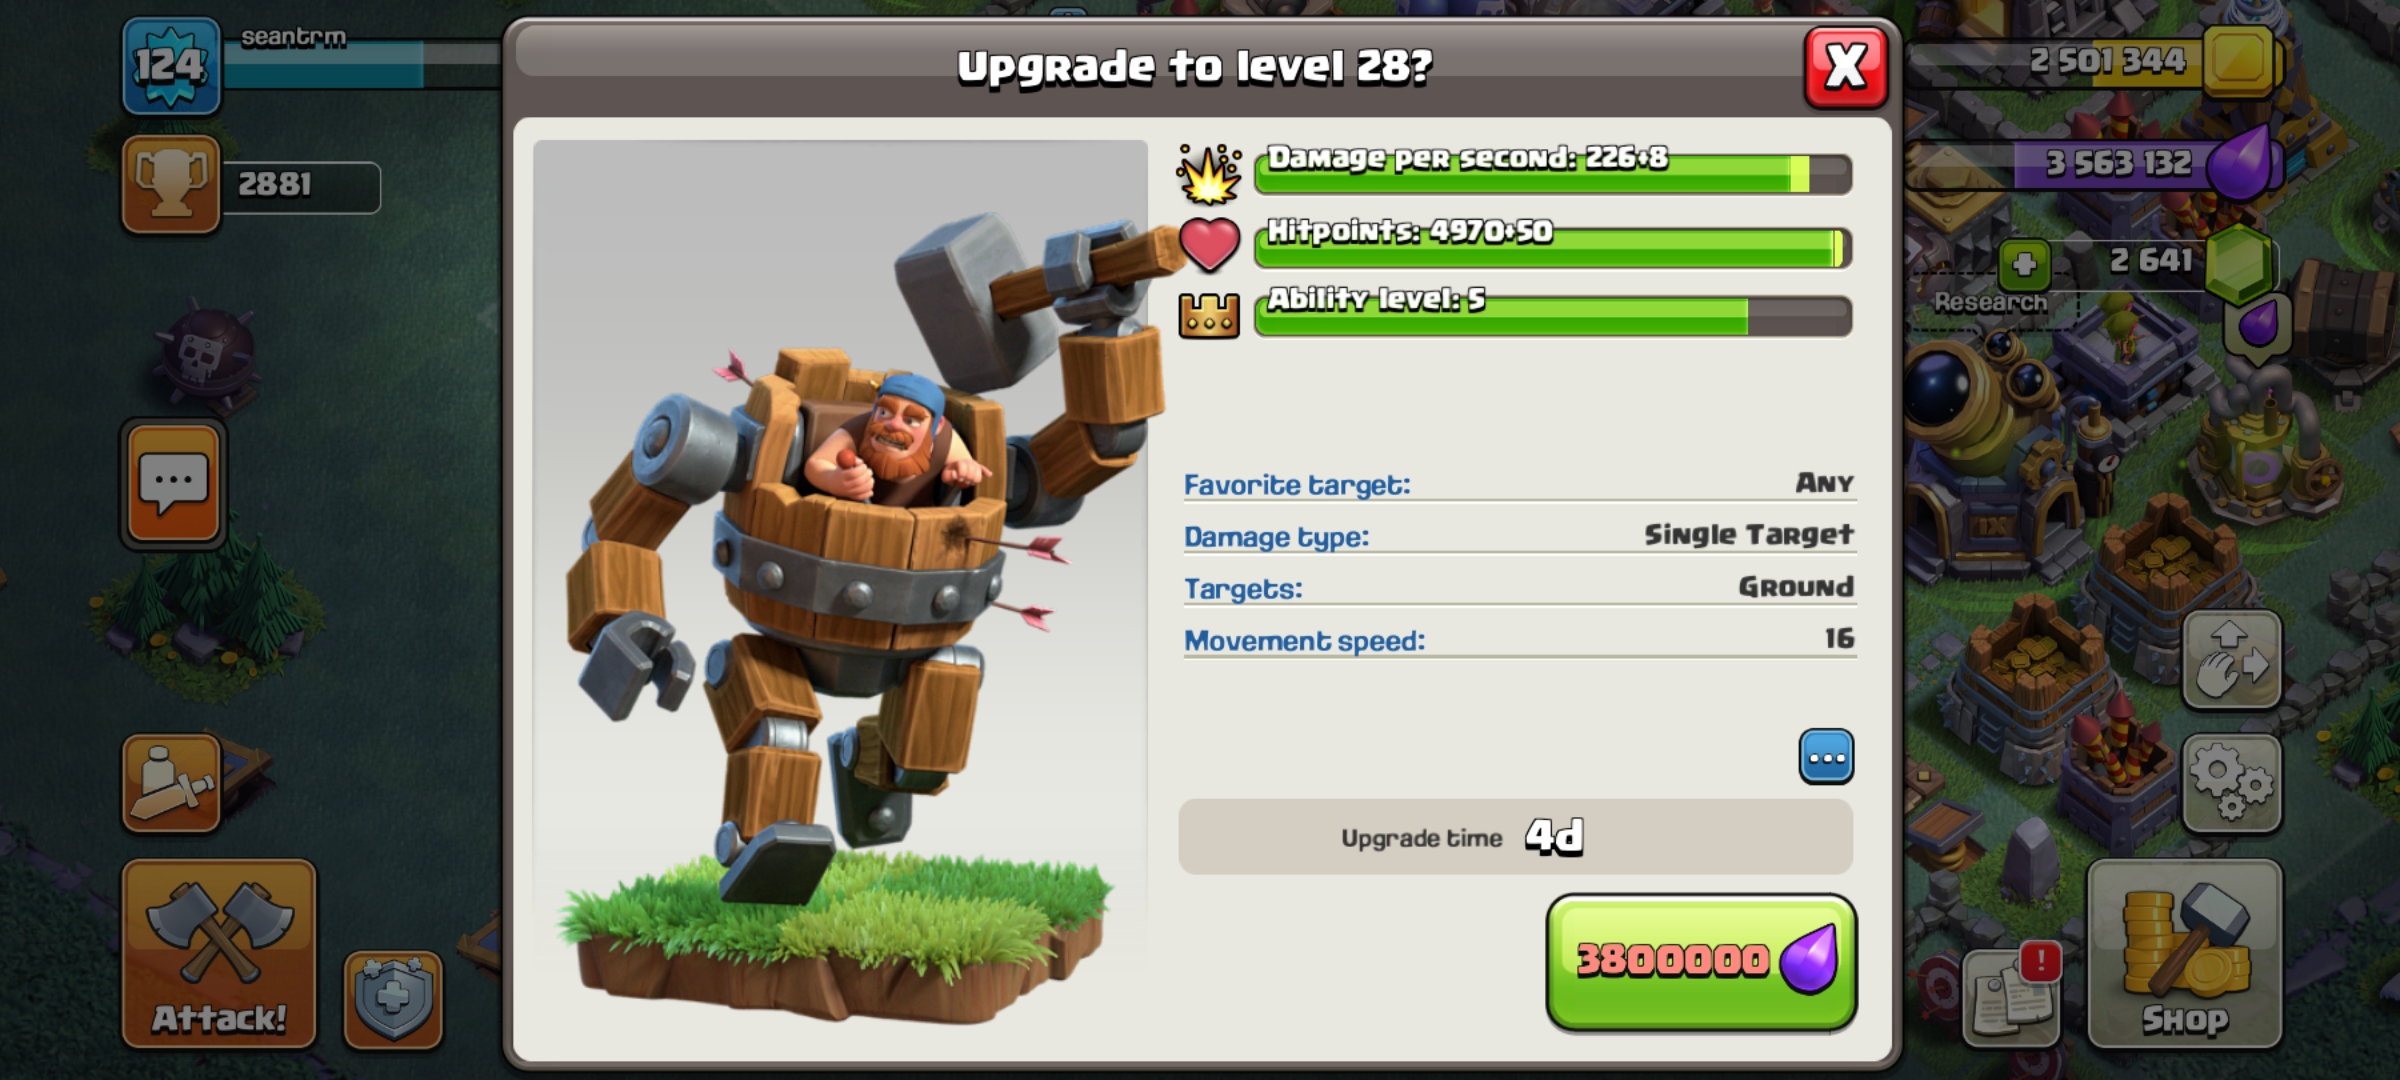 124
seantrm
2881
Upgrade to level 28?
X
2 501 344
3 563 132
2 641
Research
Damage per second: 226+8
Hitpoints: 4970+50
Ability level: 5
Favorite target: Any
Damage type: Single Target
Targets: Ground
Movement speed: 16
IX
Upgrade time 4d
3800000
Attack!
!
Shop